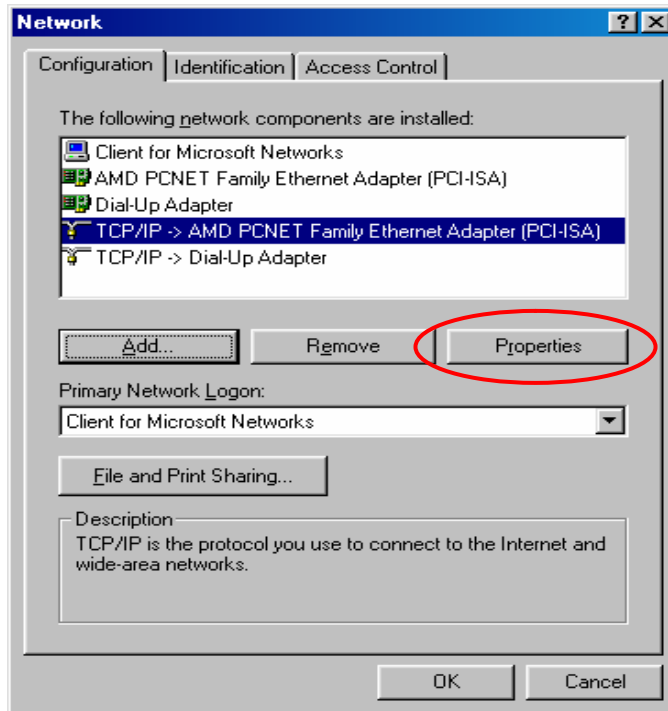 Network
Configuration Identification Access Control
The following network components are installed:
Client for Microsoft Networks
AMD PCNET Family Ethernet Adapter (PCI-ISA)
Dial-Up Adapter
TCP/IP -> AMD PCNET Family Ethernet Adapter (PCI-ISA)
TCP/IP -> Dial-Up Adapter
Add... Remove Properties
Primary Network Logon:
Client for Microsoft Networks
File and Print Sharing...
Description
TCP/IP is the protocol you use to connect to the Internet and
wide-area networks.
OK Cancel